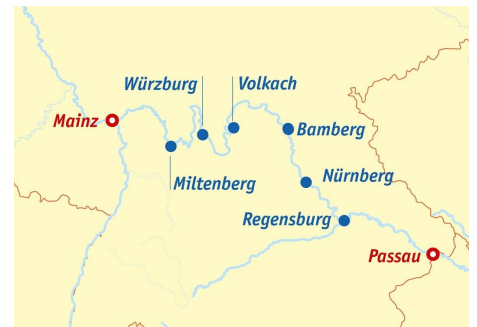 Würzburg
Volkach
Mainz
Bamberg
Miltenberg
Nürnberg
Regensburg
Passau